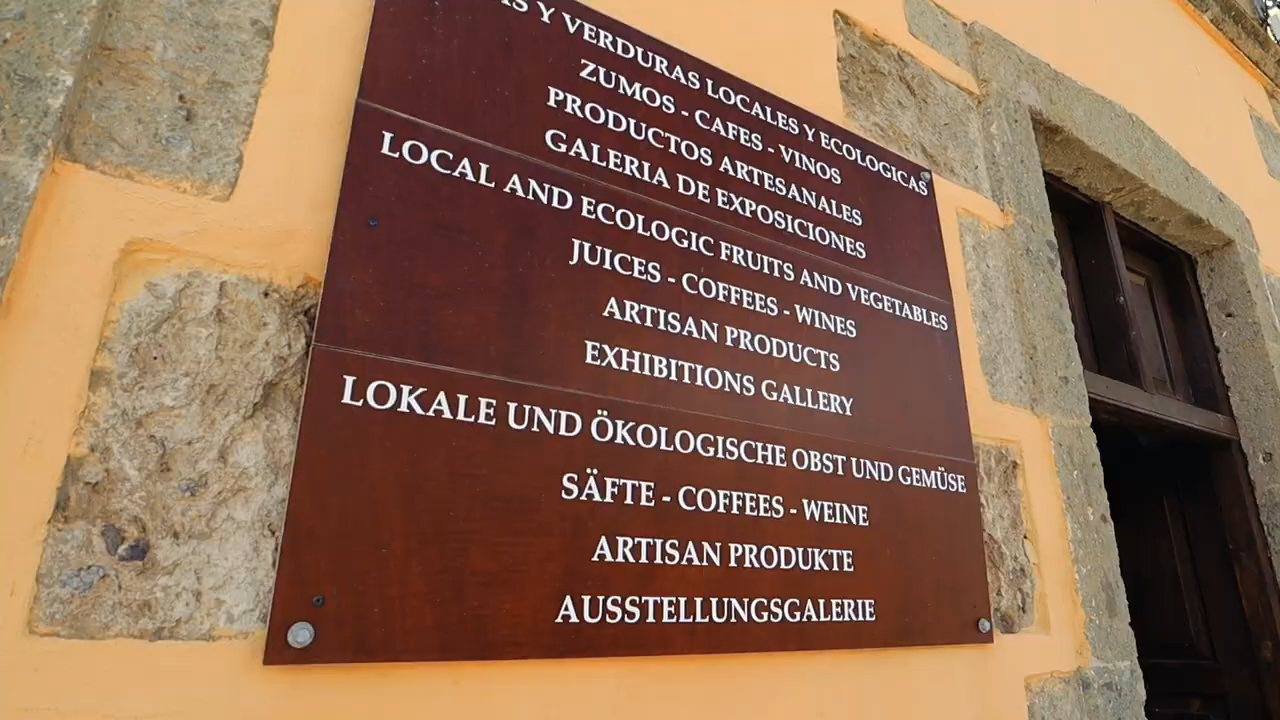 Y VERDURAS LOCALES Y ECOLOGICAS
ZUMOS - CAFES - VINOS
PRODUCTOS ARTESANALES
GALERIA DE EXPOSICIONES
LOCAL AND ECOLOGIC FRUITS AND VEGETABLES
JUICES - COFFEES - WINES
ARTISAN PRODUCTS
EXHIBITIONS GALLERY
LOKALE UND ÖKOLOGISCHE OBST UND GEMÜSE
SÄFTE - COFFEES - WEINE
ARTISAN PRODUKTE
AUSSTELLUNGSGALERIE